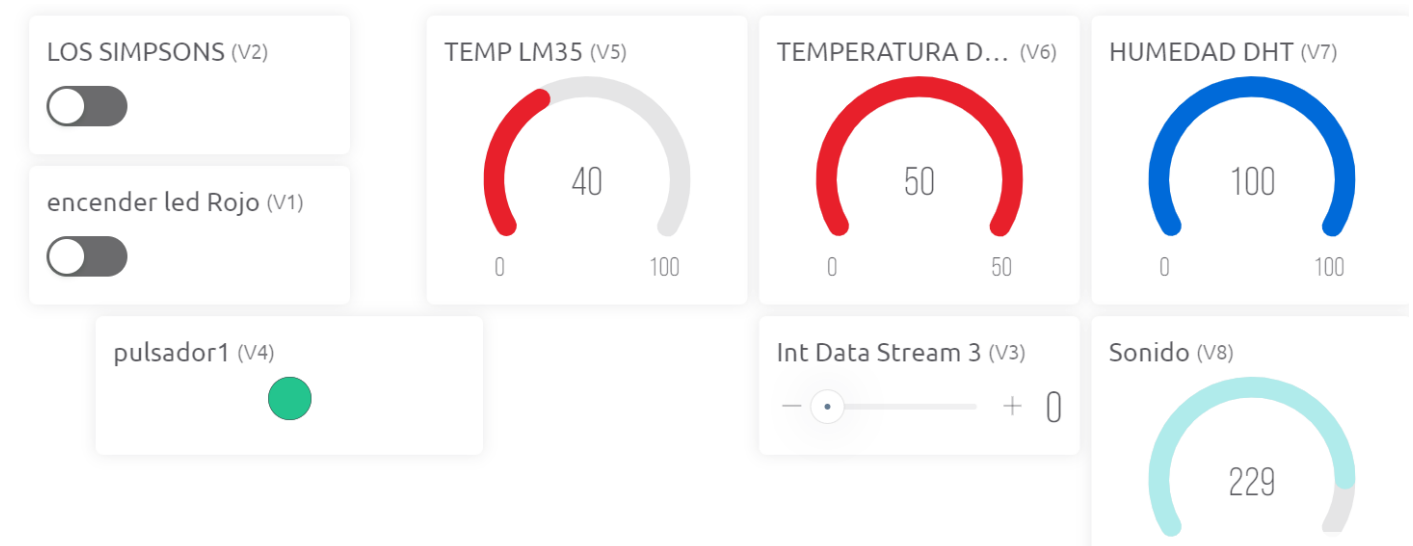 LOS SIMPSONS (V2)
TEMP LM35 (V5)
40
0 100
TEMPERATURA D... (V6)
50
0 50
HUMEDAD DHT (V7)
100
0 100
encender led Rojo (V1)
pulsador1 (V4)
Int Data Stream 3 (V3)
− + 0
Sonido (V8)
229